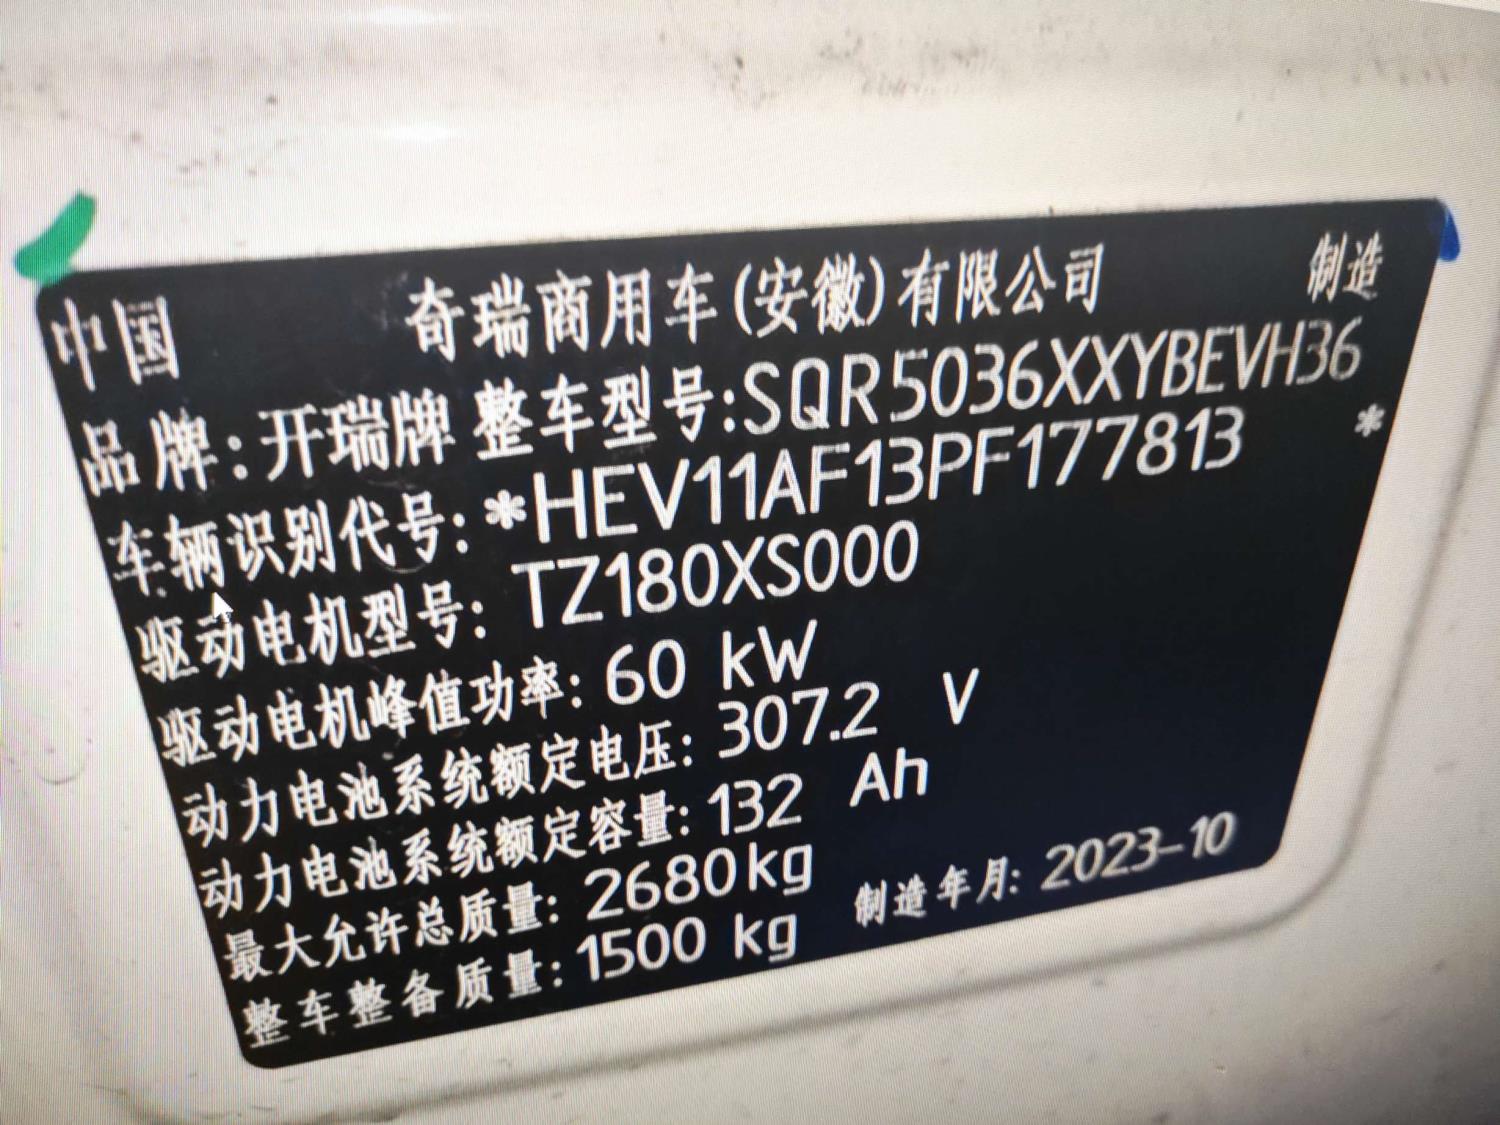 中国 奇瑞商用车(安徽)有限公司 制造
品牌:开瑞牌 整车型号:SQR5036XXYBEVH36
车辆识别代号:*HEV11AF13PF177813 *
驱动电机型号: TZ180XS000
驱动电机峰值功率: 60 kW
动力电池系统额定电压: 307.2 V
动力电池系统额定容量: 132 Ah
最大允许总质量: 2680kg
整车整备质量: 1500 kg 制造年月: 2023-10